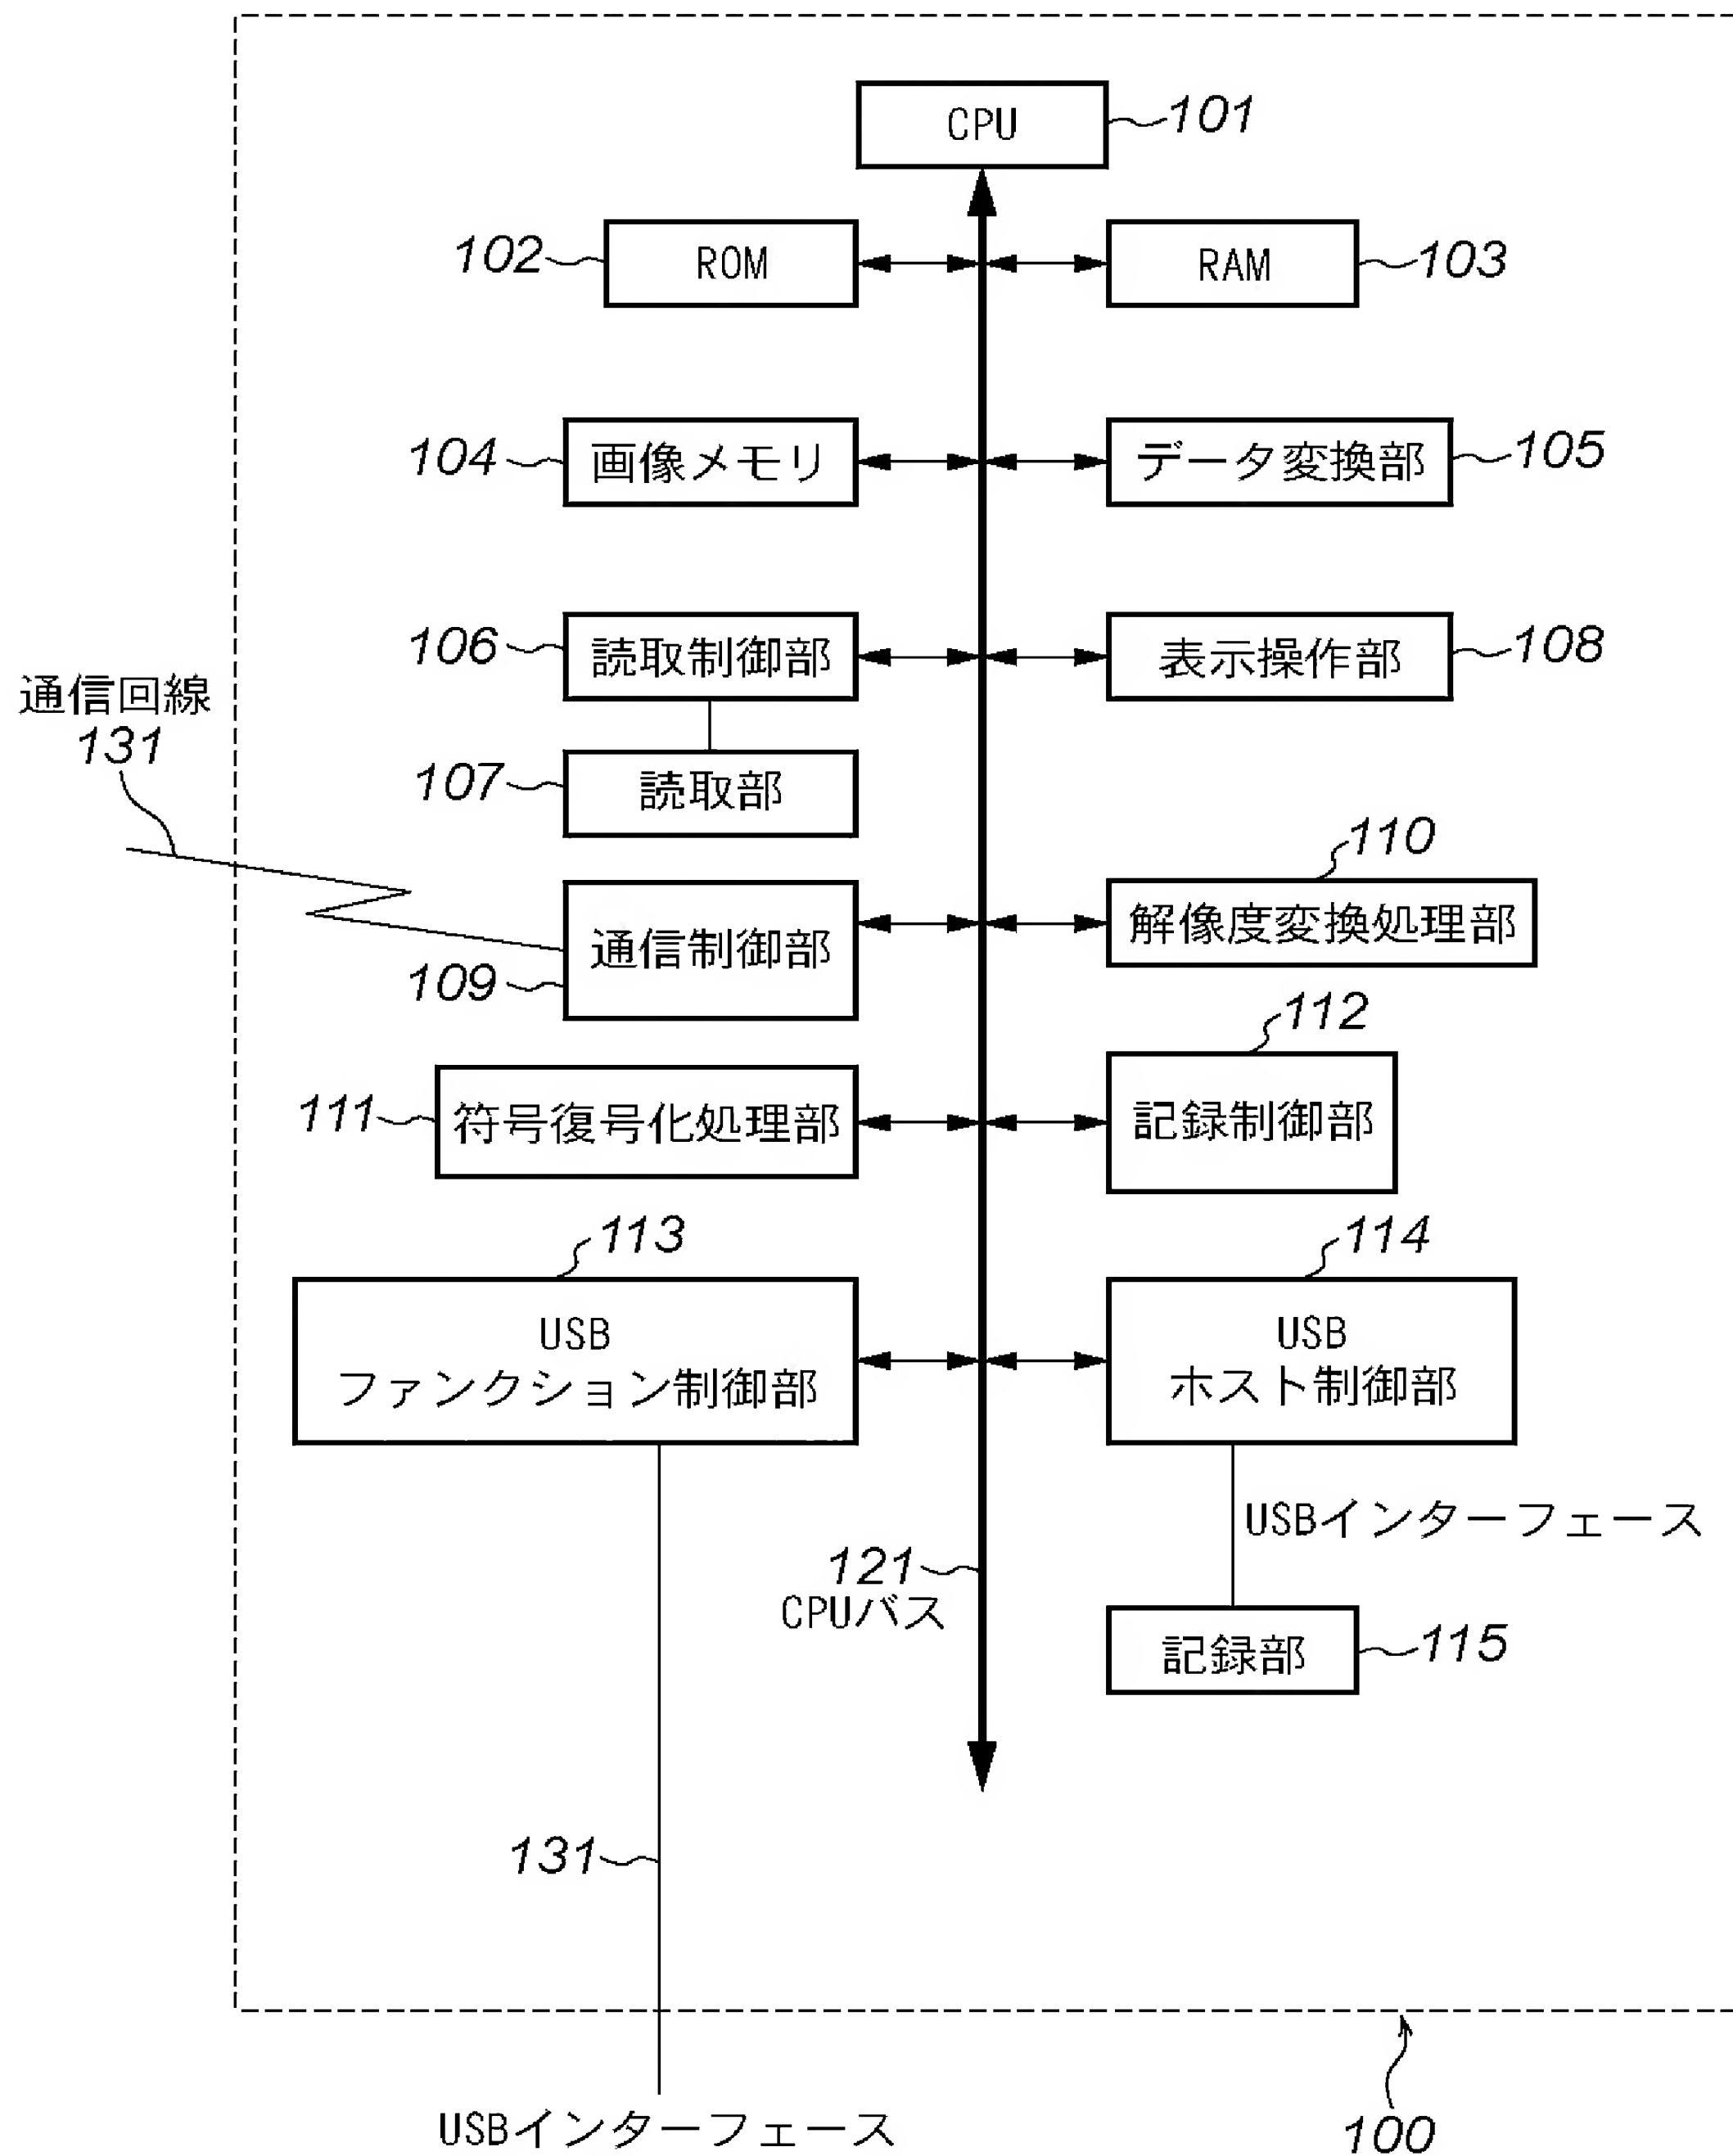 CPU
101
102
ROM
RAM
103
104
画像メモリ
データ変換部
105
106
読取制御部
表示操作部
108
通信回線
131
107
読取部
110
解像度変換処理部
通信制御部
109
112
111
符号復号化処理部
記録制御部
113
114
USB
ファンクション制御部
USB
ホスト制御部
USBインターフェース
121
CPUバス
記録部
115
131
USBインターフェース
100